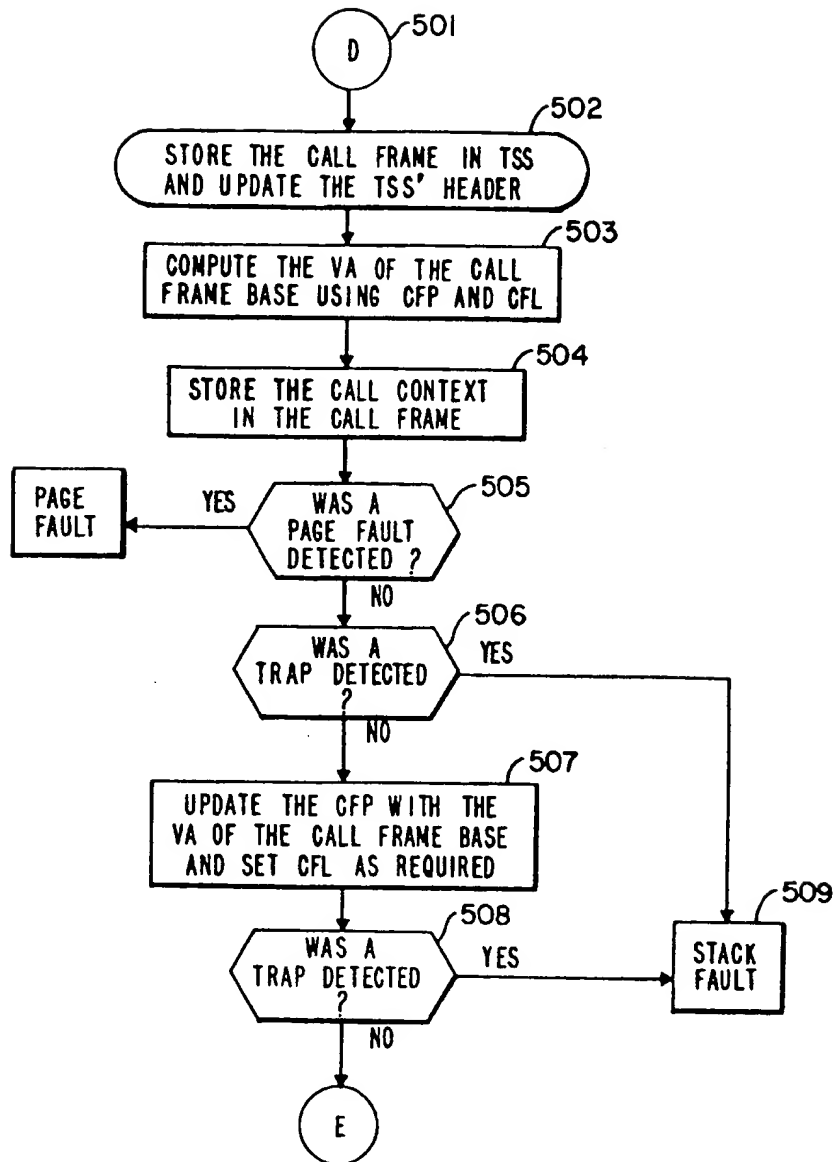 D
501
502
STORE THE CALL FRAME IN TSS
AND UPDATE THE TSS' HEADER
503
COMPUTE THE VA OF THE CALL
FRAME BASE USING CFP AND CFL
504
STORE THE CALL CONTEXT
IN THE CALL FRAME
505
WAS A
PAGE FAULT
DETECTED ?
YES
PAGE
FAULT
NO
506
WAS A
TRAP DETECTED
?
YES
NO
507
UPDATE THE CFP WITH THE
VA OF THE CALL FRAME BASE
AND SET CFL AS REQUIRED
508
WAS A
TRAP DETECTED
?
YES
509
STACK
FAULT
NO
E